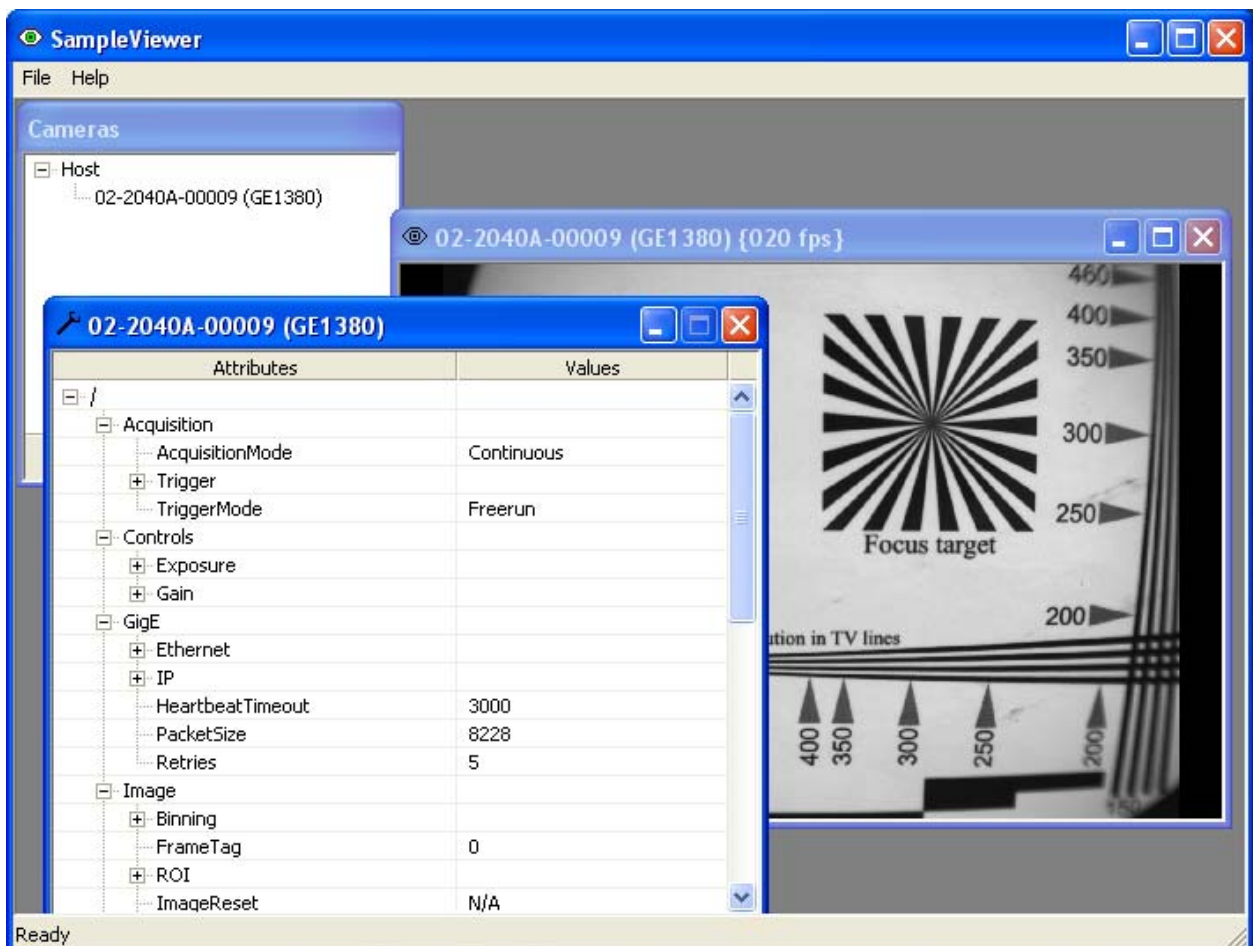 SampleViewer
File Help
Cameras
Host
02-2040A-00009 (GE1380)
02-2040A-00009 (GE1380) {020 fps}
460
400
350
300
250
200
Focus target
ution in TV lines
400
350
300
250
200
150
02-2040A-00009 (GE1380)
Attributes Values
/
Acquisition
AcquisitionMode Continuous
Trigger
TriggerMode Freerun
Controls
Exposure
Gain
GigE
Ethernet
IP
HeartbeatTimeout 3000
PacketSize 8228
Retries 5
Image
Binning
FrameTag 0
ROI
ImageReset N/A
Ready